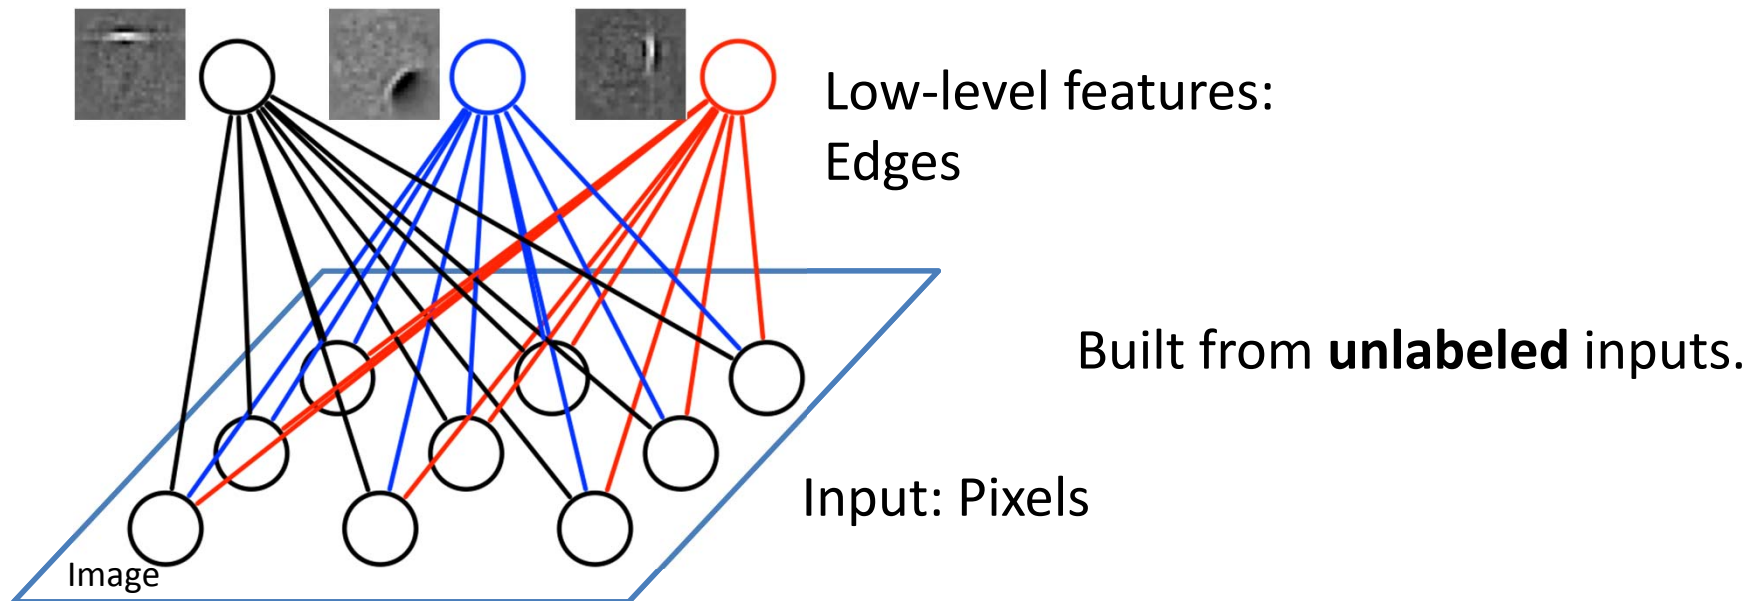 Low-level features:
Edges
Built from unlabeled inputs.
Input: Pixels
Image